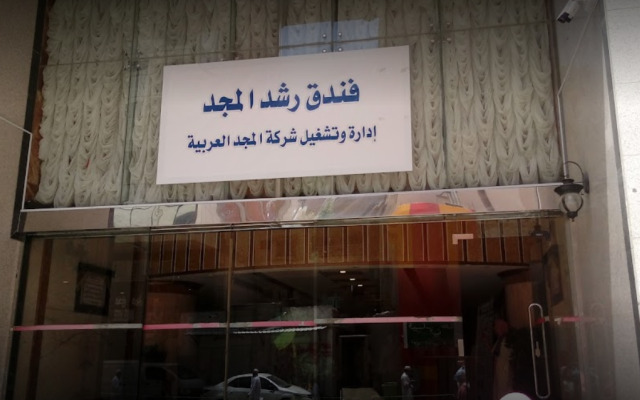 فندق رشد المجد
إدارة وتشغيل شركة المجد العربية